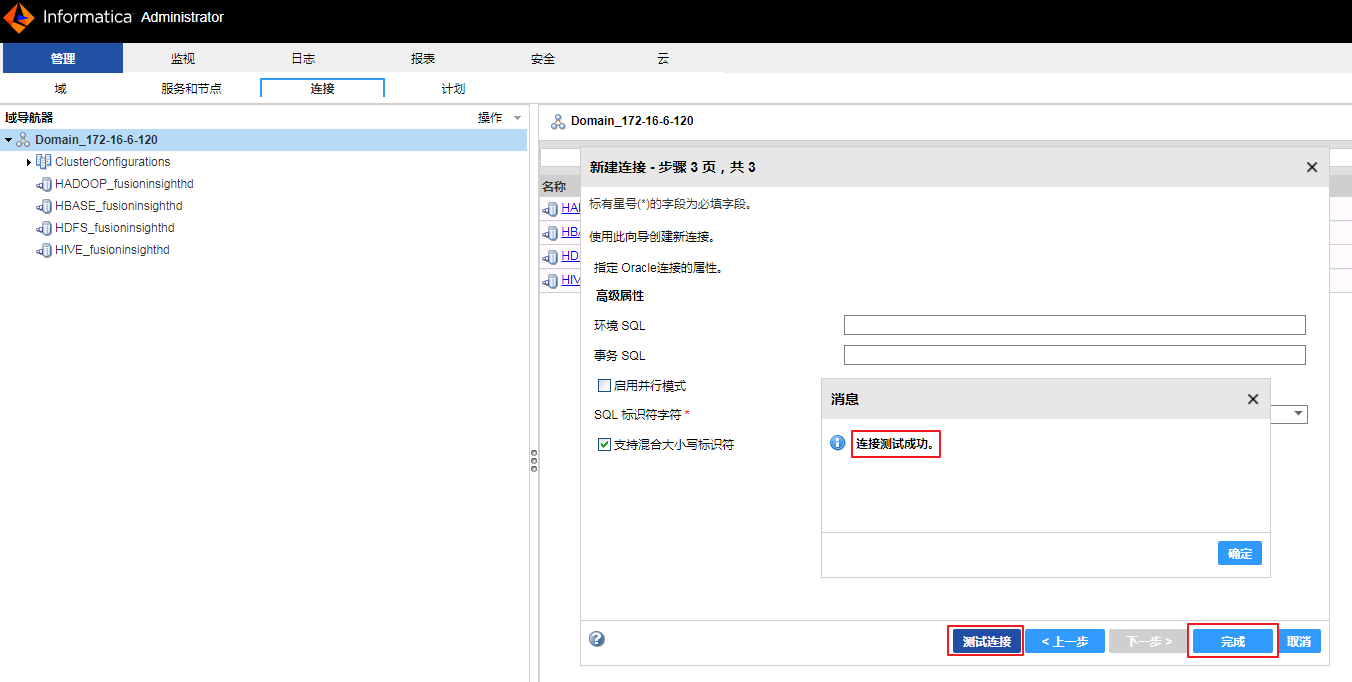 Informatica Administrator
管理 监视 日志 报表 安全 云
域 服务和节点 连接 计划
域导航器 操作
Domain_172-16-6-120
ClusterConfigurations
HADOOP_fusioninsighthd
HBASE_fusioninsighthd
HDFS_fusioninsighthd
HIVE_fusioninsighthd
Domain_172-16-6-120
名称
HAI
HBA
HD
HIV
新建连接 - 步骤 3 页，共 3
标有星号(*)的字段为必填字段。
使用此向导创建新连接。
指定 Oracle连接的属性。
高级属性
环境 SQL
事务 SQL
启用并行模式
SQL 标识符字符 *
支持混合大小写标识符
消息
连接测试成功。
确定
测试连接 < 上一步 下一步 > 完成 取消